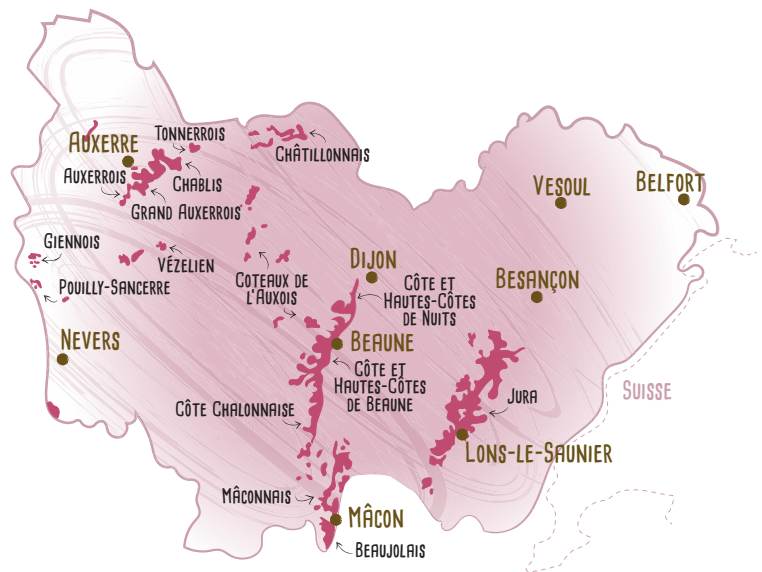 Tonnerrois
Auxerre
Châtillonnais
Auxerrois
Chablis
Vesoul
Belfort
Grand Auxerrois
Giennois
Vézelien
Dijon
Pouilly-Sancerre
Coteaux de
l'Auxois
Côte et
Hautes-Côtes
de Nuits
Besançon
Nevers
Beaune
Côte et
Hautes-Côtes
de Beaune
Suisse
Jura
Côte Chalonnaise
Lons-le-Saunier
Mâconnais
Mâcon
Beaujolais